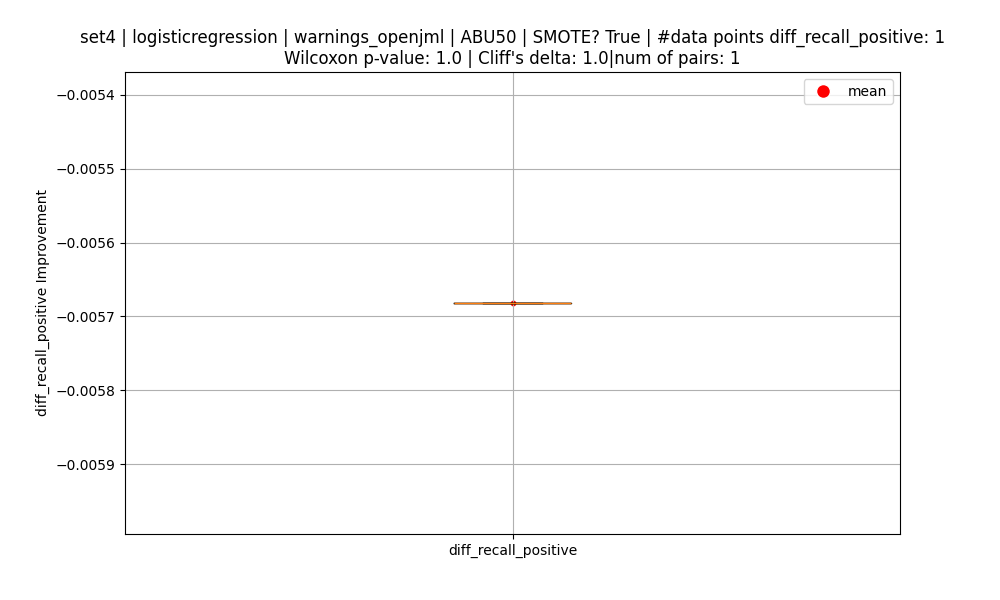 set4 | logisticregression | warnings_openjml | ABU50 | SMOTE? True | #data points diff_recall_positive: 1
Wilcoxon p-value: 1.0 | Cliff's delta: 1.0|num of pairs: 1
mean
−0.0054
−0.0055
−0.0056
−0.0057
−0.0058
−0.0059
diff_recall_positive Improvement
diff_recall_positive